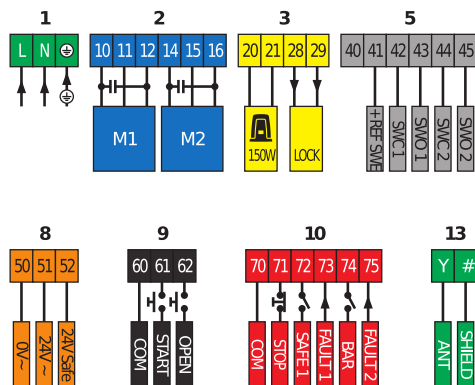 1 2 3 5
L N
10 11 12 14 15 16
20 21 28 29
40 41 42 43 44 45
M1 M2
150W LOCK
+REF SWE
SWC 1
SWO 1
SWC 2
SWO 2
8 9 10 13
50 51 52
60 61 62
70 71 72 73 74 75
Y #
0V ~
24V ~
24V Safe
COM
START
OPEN
COM
STOP
SAFE 1
FAULT 1
BAR
FAULT 2
ANT
SHIELD